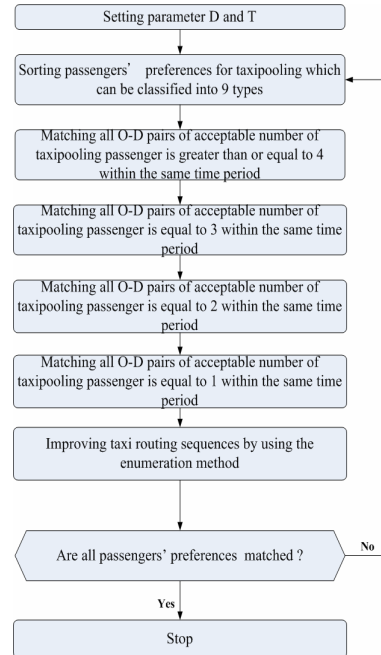 Setting parameter D and T
Sorting passengers’ preferences for taxipooling which
can be classified into 9 types
Matching all O-D pairs of acceptable number of
taxipooling passenger is greater than or equal to 4
within the same time period
Matching all O-D pairs of acceptable number of
taxipooling passenger is equal to 3 within the same time
period
Matching all O-D pairs of acceptable number of
taxipooling passenger is equal to 2 within the same time
period
Matching all O-D pairs of acceptable number of
taxipooling passenger is equal to 1 within the same time
period
Improving taxi routing sequences by using the
enumeration method
Are all passengers’ preferences matched ?
No
Yes
Stop